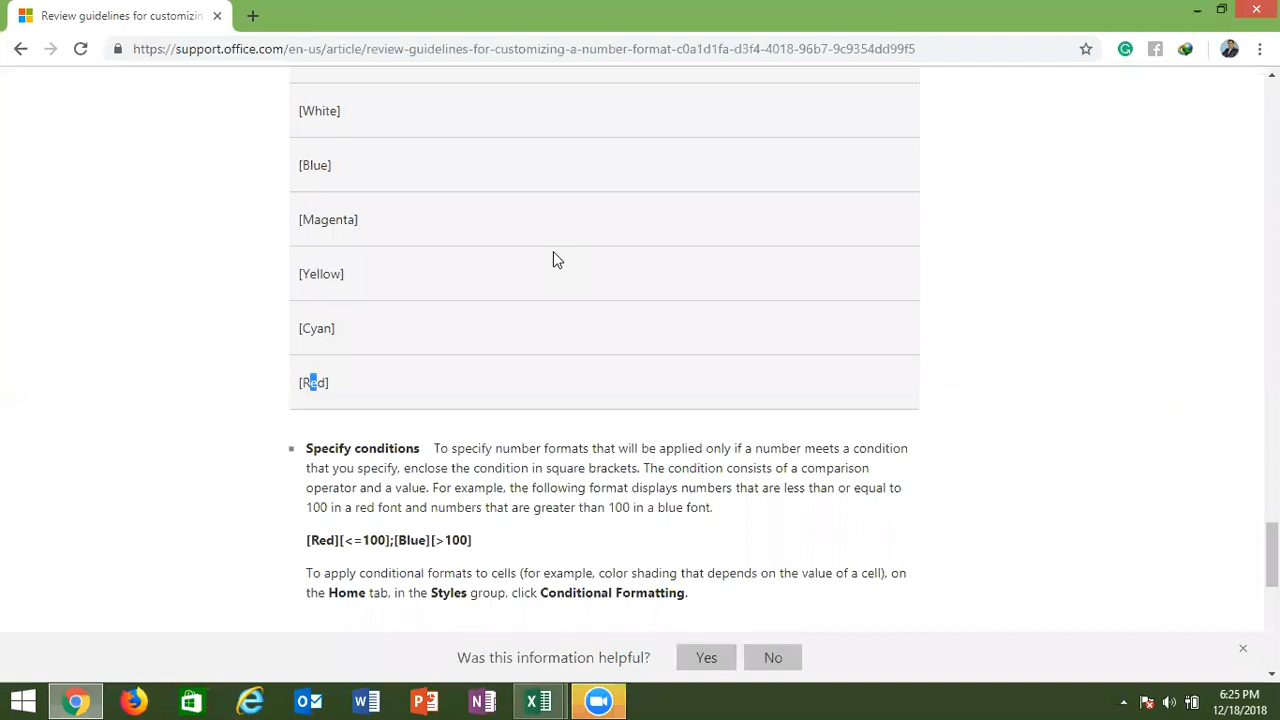 Review guidelines for customizin
https://support.office.com/en-us/article/review-guidelines-for-customizing-a-number-format-c0a1d1fa-d3f4-4018-96b7-9c9354dd99f5
[White]
[Blue]
[Magenta]
[Yellow]
[Cyan]
[Red]
Specify conditions To specify number formats that will be applied only if a number meets a condition
that you specify, enclose the condition in square brackets. The condition consists of a comparison
operator and a value. For example, the following format displays numbers that are less than or equal to
100 in a red font and numbers that are greater than 100 in a blue font.
[Red][<=100];[Blue][>100]
To apply conditional formats to cells (for example, color shading that depends on the value of a cell), on
the Home tab, in the Styles group, click Conditional Formatting.
Was this information helpful? Yes No
6:25 PM
12/18/2018